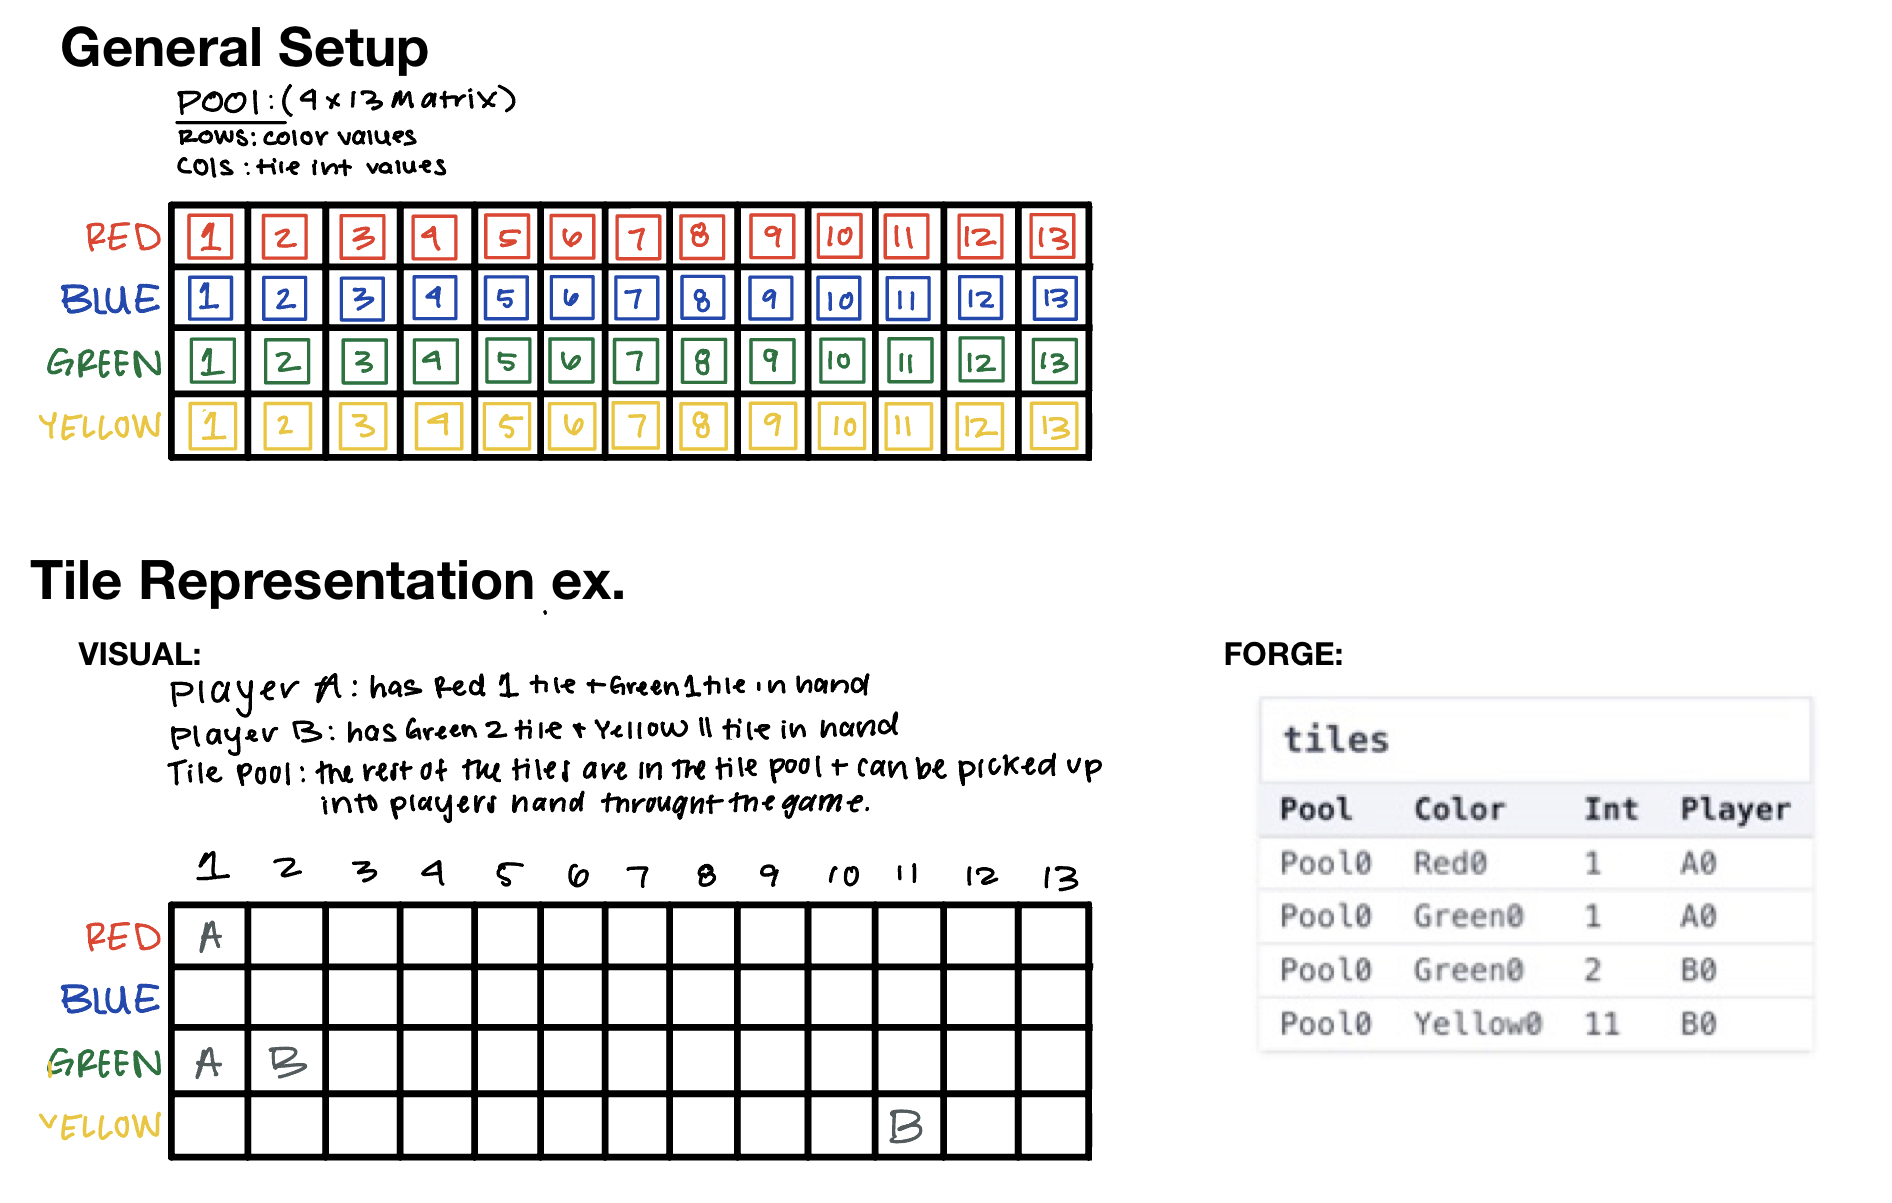 General Setup
POOL: (4x13 Matrix)
ROWS: color values
COLS: tile int values
RED 1 2 3 4 5 6 7 8 9 10 11 12 13
BLUE 1 2 3 4 5 6 7 8 9 10 11 12 13
GREEN 1 2 3 4 5 6 7 8 9 10 11 12 13
YELLOW 1 2 3 4 5 6 7 8 9 10 11 12 13
Tile Representation ex.
VISUAL:
Player A: has Red 1 tile + Green 1 tile in hand
Player B: has Green 2 tile + Yellow 11 tile in hand
Tile Pool: the rest of the tiles are in the tile pool + can be picked up
into players hand throught the game.
1 2 3 4 5 6 7 8 9 10 11 12 13
RED A
BLUE
GREEN A B
YELLOW B
FORGE:
tiles
Pool Color Int Player
Pool0 Red0 1 A0
Pool0 Green0 1 A0
Pool0 Green0 2 B0
Pool0 Yellow0 11 B0